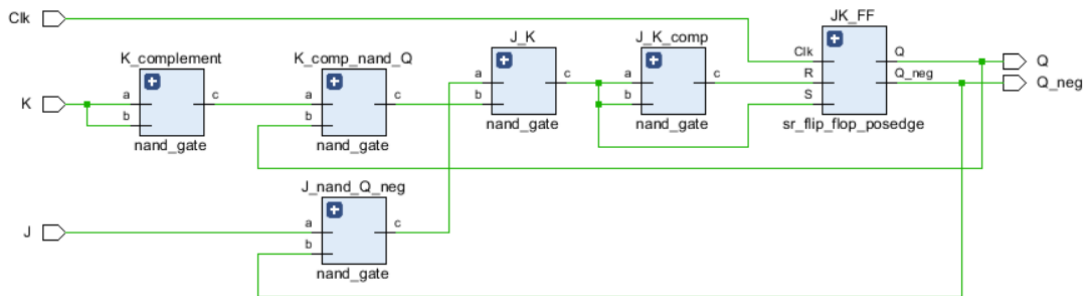 Clk
K
J
K_complement
a
b
c
nand_gate
K_comp_nand_Q
a
b
c
nand_gate
J_nand_Q_neg
a
b
c
nand_gate
J_K
a
b
c
nand_gate
J_K_comp
a
b
c
nand_gate
JK_FF
Clk
R
S
Q
Q_neg
sr_flip_flop_posedge
Q
Q_neg